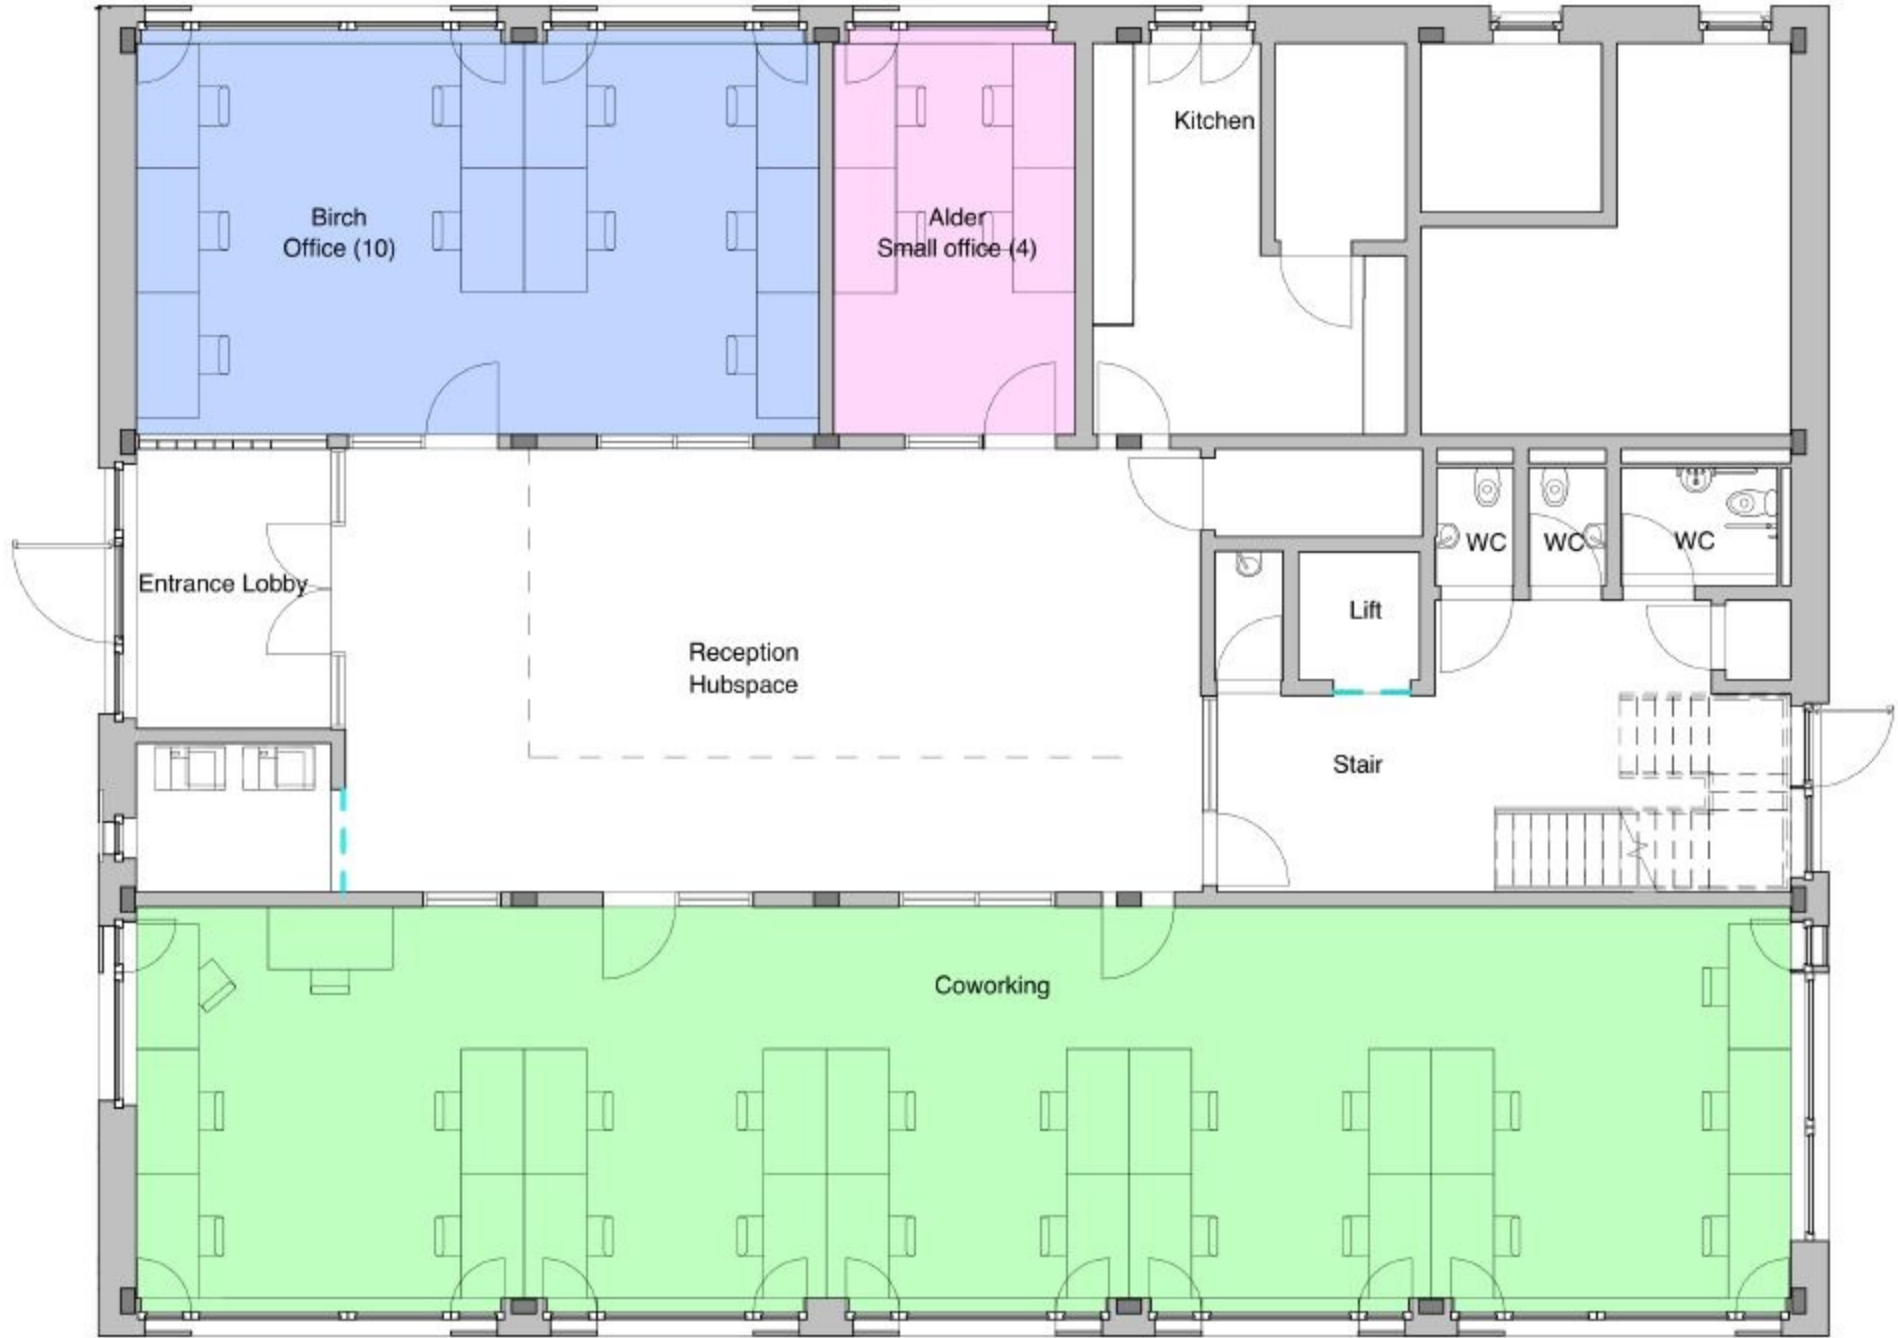 Kitchen
Birch
Office (10)
Alder
Small office (4)
WC
WC
WC
Entrance Lobby
Lift
Reception
Hubspace
Stair
Coworking